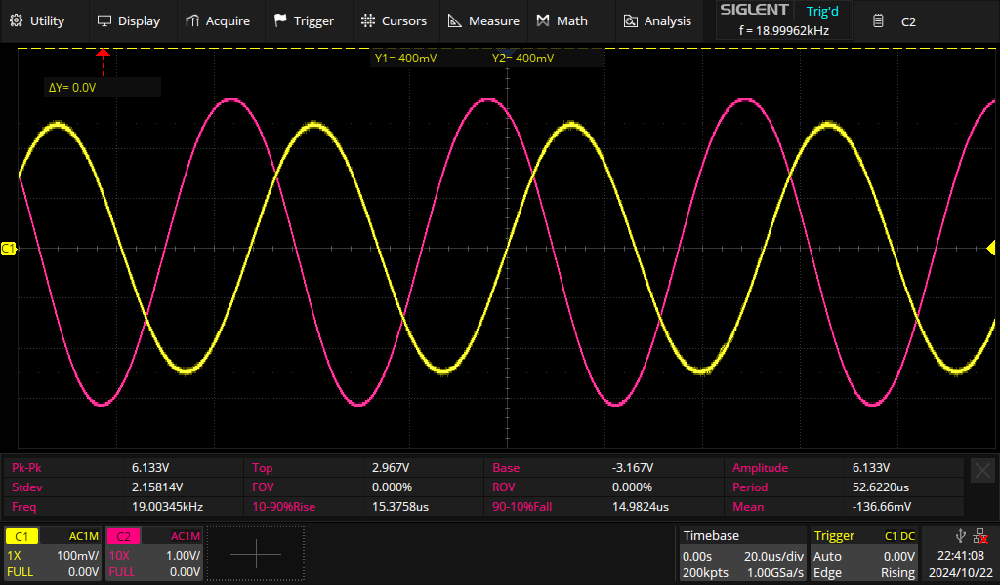 Utility Display Acquire Trigger Cursors Measure Math Analysis SIGLENT Trig'd C2
f = 18.99962kHz
Y1= 400mV Y2= 400mV
ΔY= 0.0V
C1
Pk-Pk 6.133V Top 2.967V Base -3.167V Amplitude 6.133V
Stdev 2.15814V FOV 0.000% ROV 0.000% Period 52.6220us
Freq 19.00345kHz 10-90%Rise 15.3758us 90-10%Fall 14.9824us Mean -136.66mV
C1 AC1M C2 AC1M Timebase Trigger C1 DC
1X 100mV/ 10X 1.00V/ 0.00s 20.0us/div Auto 0.00V 22:41:08
FULL 0.00V FULL 0.00V 200kpts 1.00GSa/s Edge Rising 2024/10/22